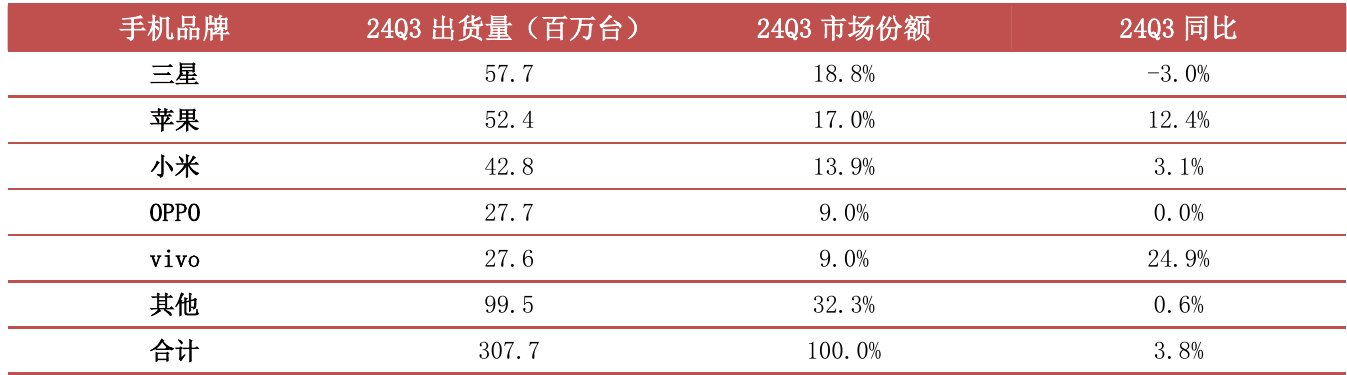 手机品牌 24Q3 出货量（百万台） 24Q3 市场份额 24Q3 同比
三星 57.7 18.8% -3.0%
苹果 52.4 17.0% 12.4%
小米 42.8 13.9% 3.1%
OPPO 27.7 9.0% 0.0%
vivo 27.6 9.0% 24.9%
其他 99.5 32.3% 0.6%
合计 307.7 100.0% 3.8%